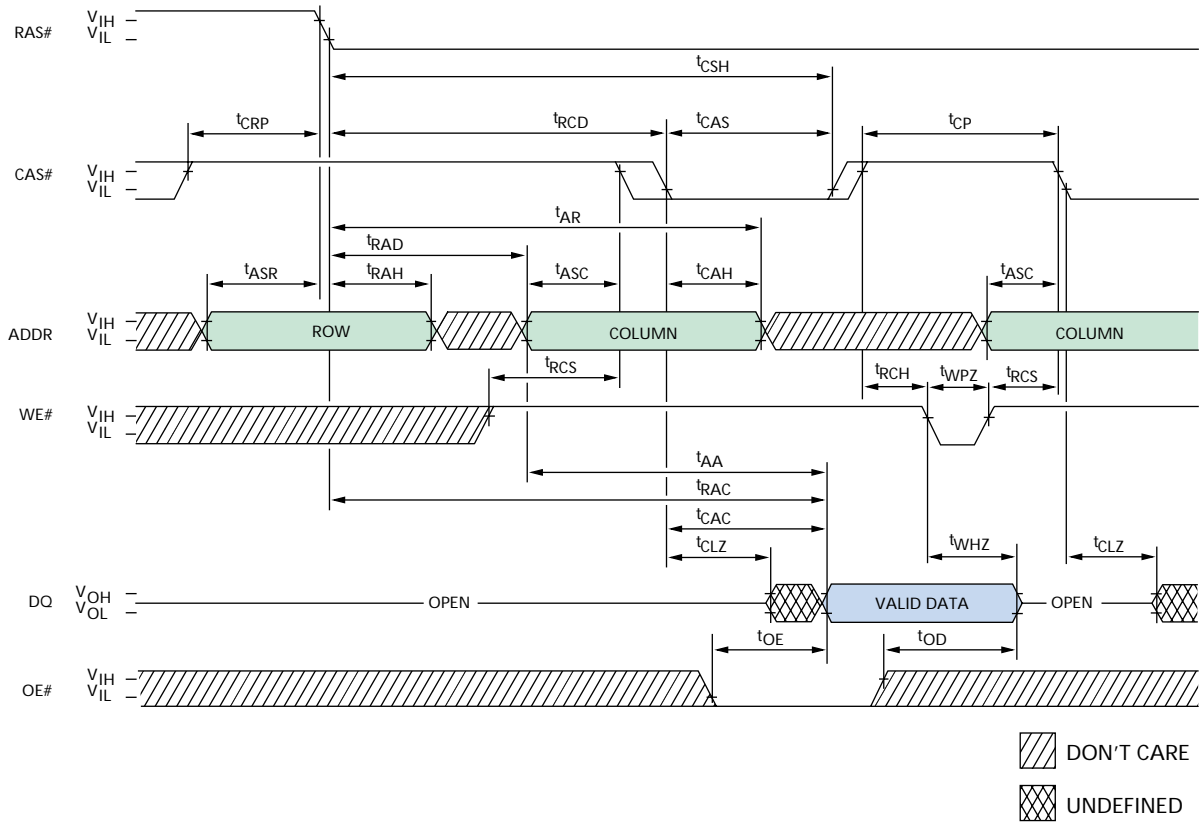 RAS# VIH
VIL
tCSH
tCRP tRCD tCAS tCP
CAS# VIH
VIL
tAR
tRAD
tASR tRAH tASC tCAH tASC
ADDR VIH
VIL
ROW COLUMN COLUMN
tRCS tRCH tWPZ tRCS
WE# VIH
VIL
tAA
tRAC
tCAC
tCLZ tWHZ tCLZ
DQ VOH
VOL
OPEN VALID DATA OPEN
tOE tOD
OE# VIH
VIL
DON'T CARE
UNDEFINED